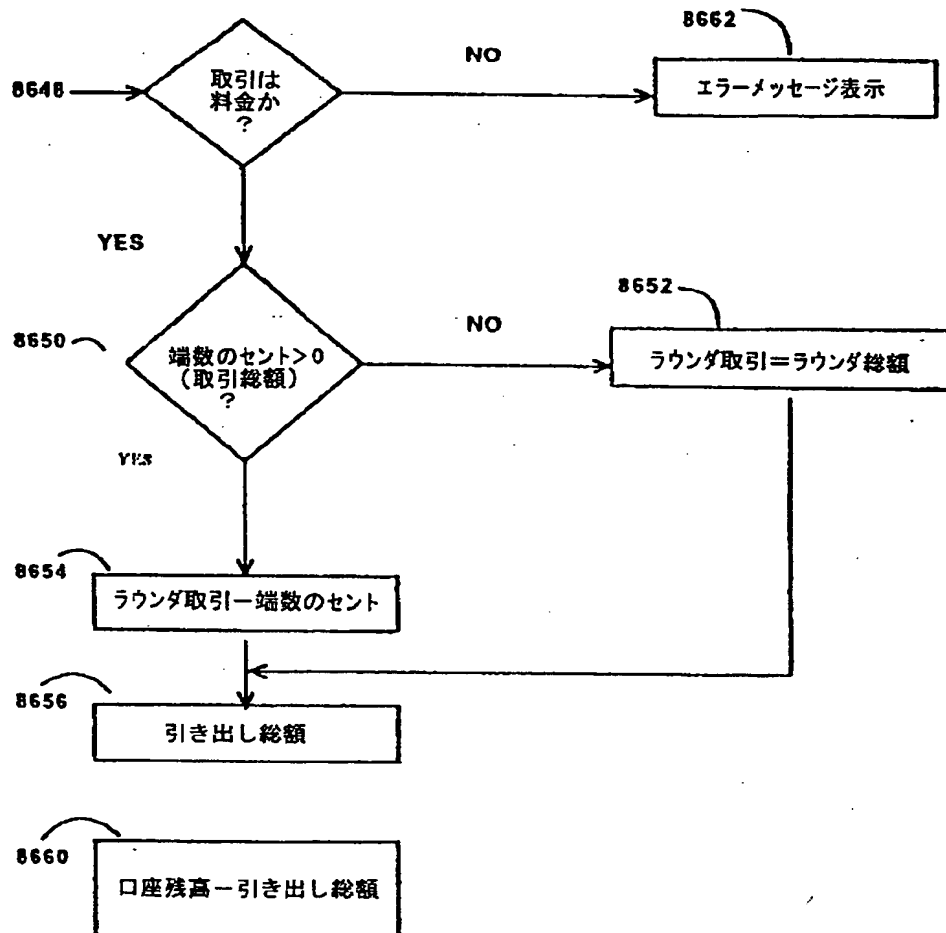 8662
NO
8648
取引は
料金か
?
エラーメッセージ表示
YES
8652
8650
NO
端数のセント>0
(取引総額)
?
ラウンダ取引=ラウンダ総額
YES
8654
ラウンダ取引-端数のセント
8656
引き出し総額
8660
口座残高-引き出し総額